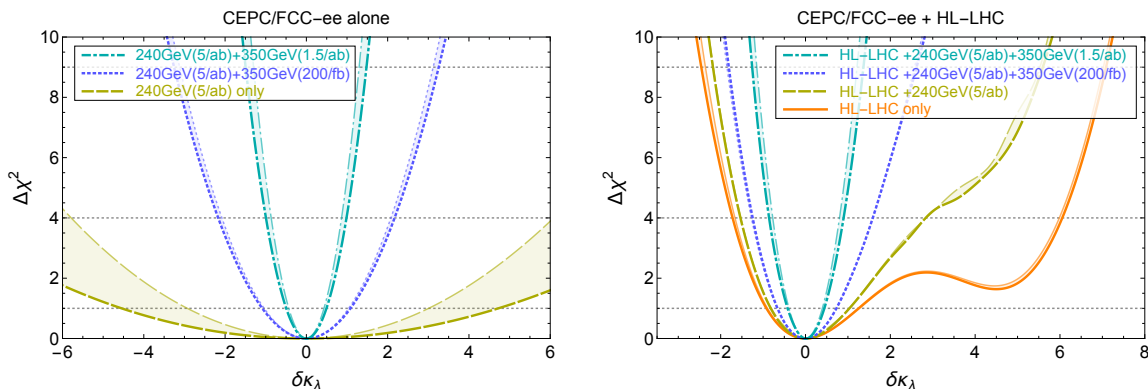 CEPC/FCC-ee alone
240GeV(5/ab)+350GeV(1.5/ab)
240GeV(5/ab)+350GeV(200/fb)
240GeV(5/ab) only
Δχ²
10
8
6
4
2
0
-6 -4 -2 0 2 4 6
δκλ
CEPC/FCC-ee + HL-LHC
HL-LHC +240GeV(5/ab)+350GeV(1.5/ab)
HL-LHC +240GeV(5/ab)+350GeV(200/fb)
HL-LHC +240GeV(5/ab)
HL-LHC only
Δχ²
10
8
6
4
2
0
-2 0 2 4 6 8
δκλ